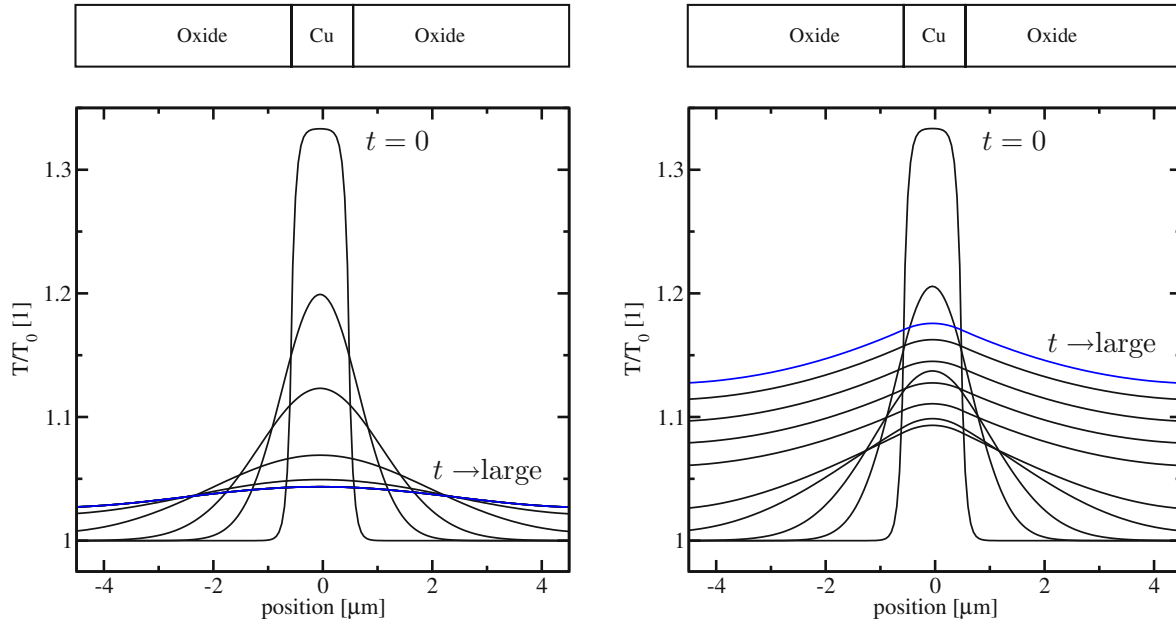 Oxide Cu Oxide
1.3
1.2
1.1
1
T/T0 [1]
t = 0
t →large
-4 -2 0 2 4
position [μm]
Oxide Cu Oxide
1.3
1.2
1.1
1
T/T0 [1]
t = 0
t →large
-4 -2 0 2 4
position [μm]